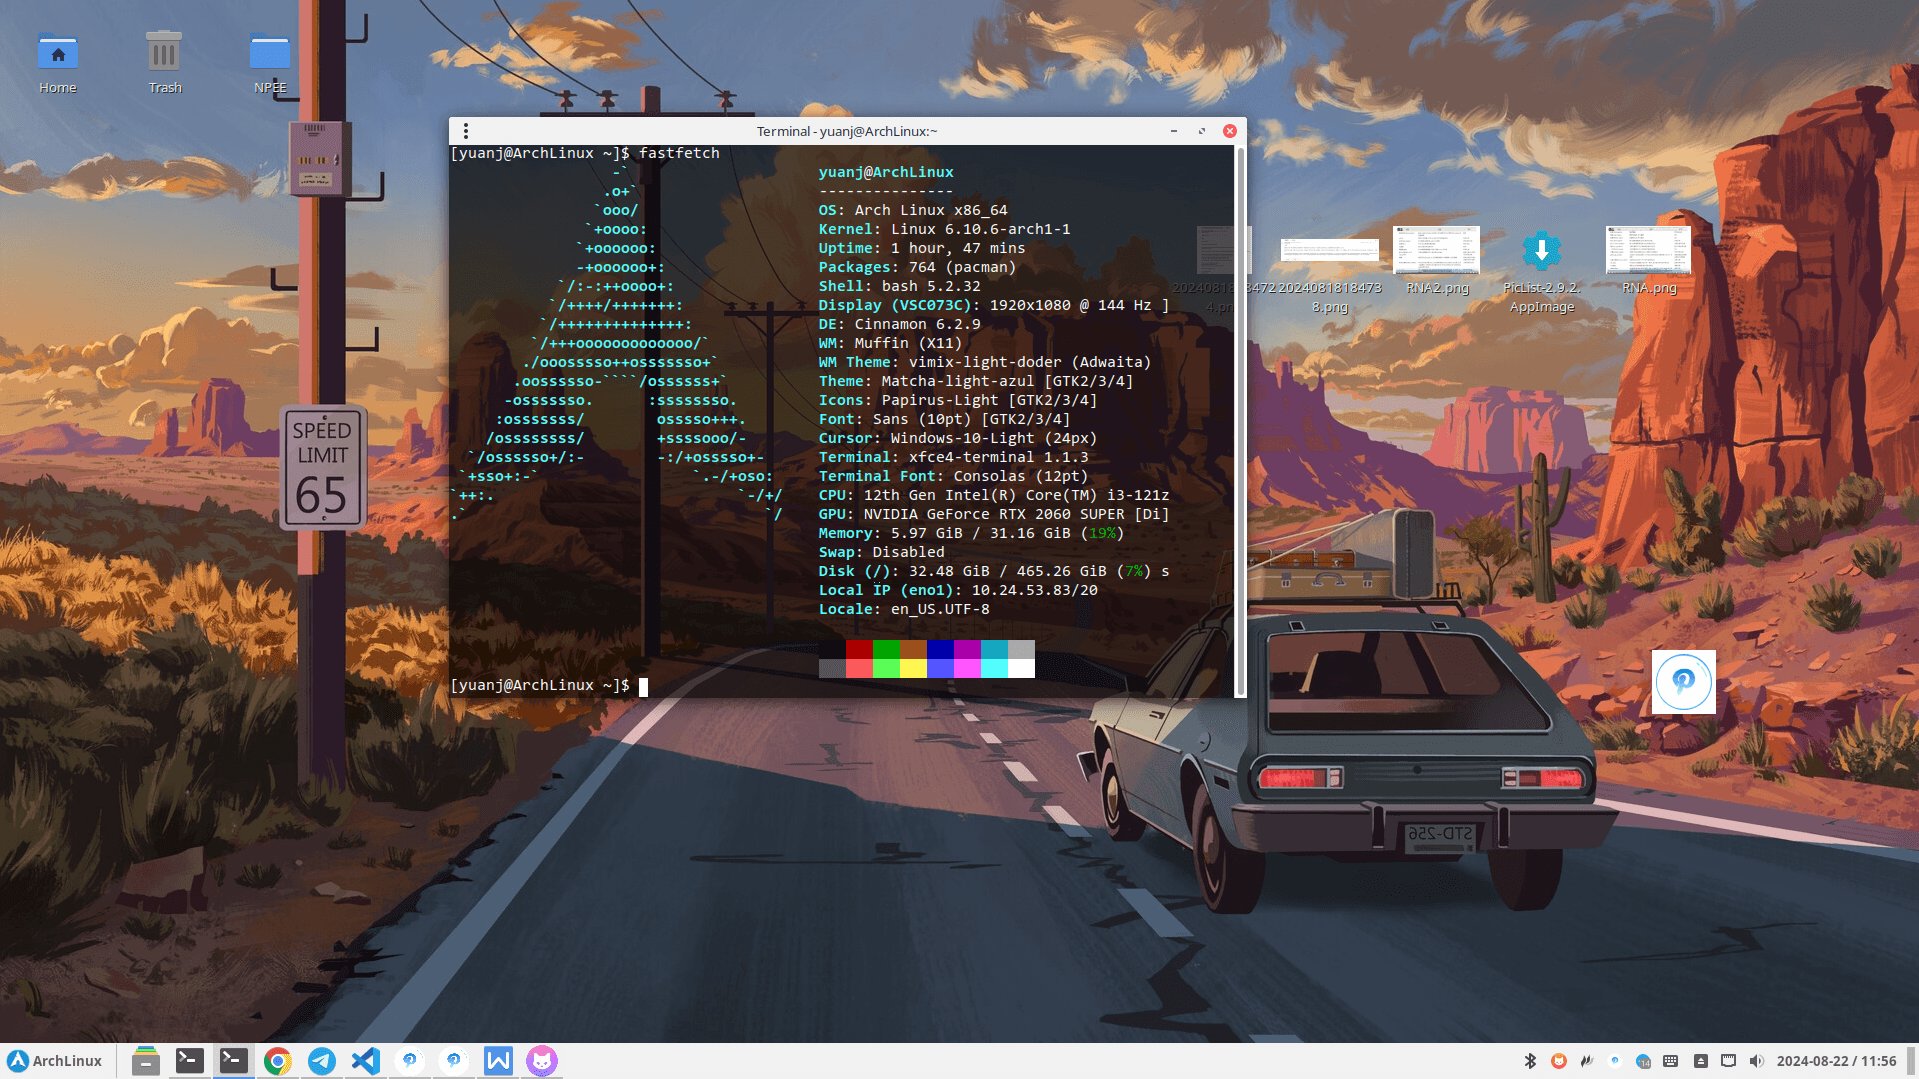 Home
Trash
NPEE
Terminal - yuanj@ArchLinux:~
[yuanj@ArchLinux ~]$ fastfetch
yuanj@ArchLinux
---------------
OS: Arch Linux x86_64
Kernel: Linux 6.10.6-arch1-1
Uptime: 1 hour, 47 mins
Packages: 764 (pacman)
Shell: bash 5.2.32
Display (VSC073C): 1920x1080 @ 144 Hz ]
DE: Cinnamon 6.2.9
WM: Muffin (X11)
WM Theme: vimix-light-doder (Adwaita)
Theme: Matcha-light-azul [GTK2/3/4]
Icons: Papirus-Light [GTK2/3/4]
Font: Sans (10pt) [GTK2/3/4]
Cursor: Windows-10-Light (24px)
Terminal: xfce4-terminal 1.1.3
Terminal Font: Consolas (12pt)
CPU: 12th Gen Intel(R) Core(TM) i3-121z
GPU: NVIDIA GeForce RTX 2060 SUPER [Di]
Memory: 5.97 GiB / 31.16 GiB (19%)
Swap: Disabled
Disk (/): 32.48 GiB / 465.26 GiB (7%) s
Local IP (eno1): 10.24.53.83/20
Locale: en_US.UTF-8
[yuanj@ArchLinux ~]$
2024081818473
8.png
RNA2.png
PicList-2.9.2.
AppImage
RNA.png
SPEED
LIMIT
65
STD-256
ArchLinux
14
2024-08-22 / 11:56